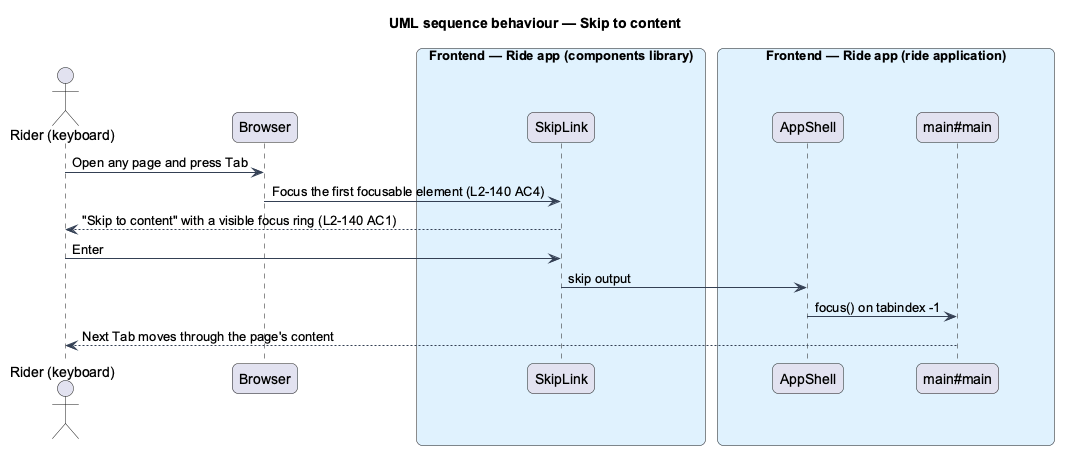 UML sequence behaviour — Skip to content
Frontend — Ride app (components library)
Frontend — Ride app (ride application)
Rider (keyboard)
Browser
SkipLink
AppShell
main#main
Open any page and press Tab
Focus the first focusable element (L2-140 AC4)
"Skip to content" with a visible focus ring (L2-140 AC1)
Enter
skip output
focus() on tabindex -1
Next Tab moves through the page's content
Rider (keyboard)
Browser
SkipLink
AppShell
main#main